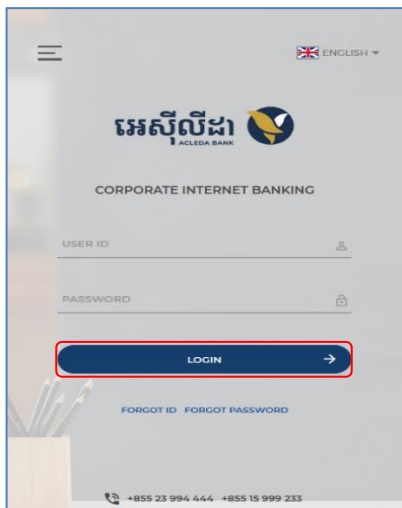 ENGLISH
អេស៊ីលីដា
ACLEDA BANK
CORPORATE INTERNET BANKING
USER ID
PASSWORD
LOGIN
FORGOT ID FORGOT PASSWORD
+855 23 994 444 +855 15 999 233